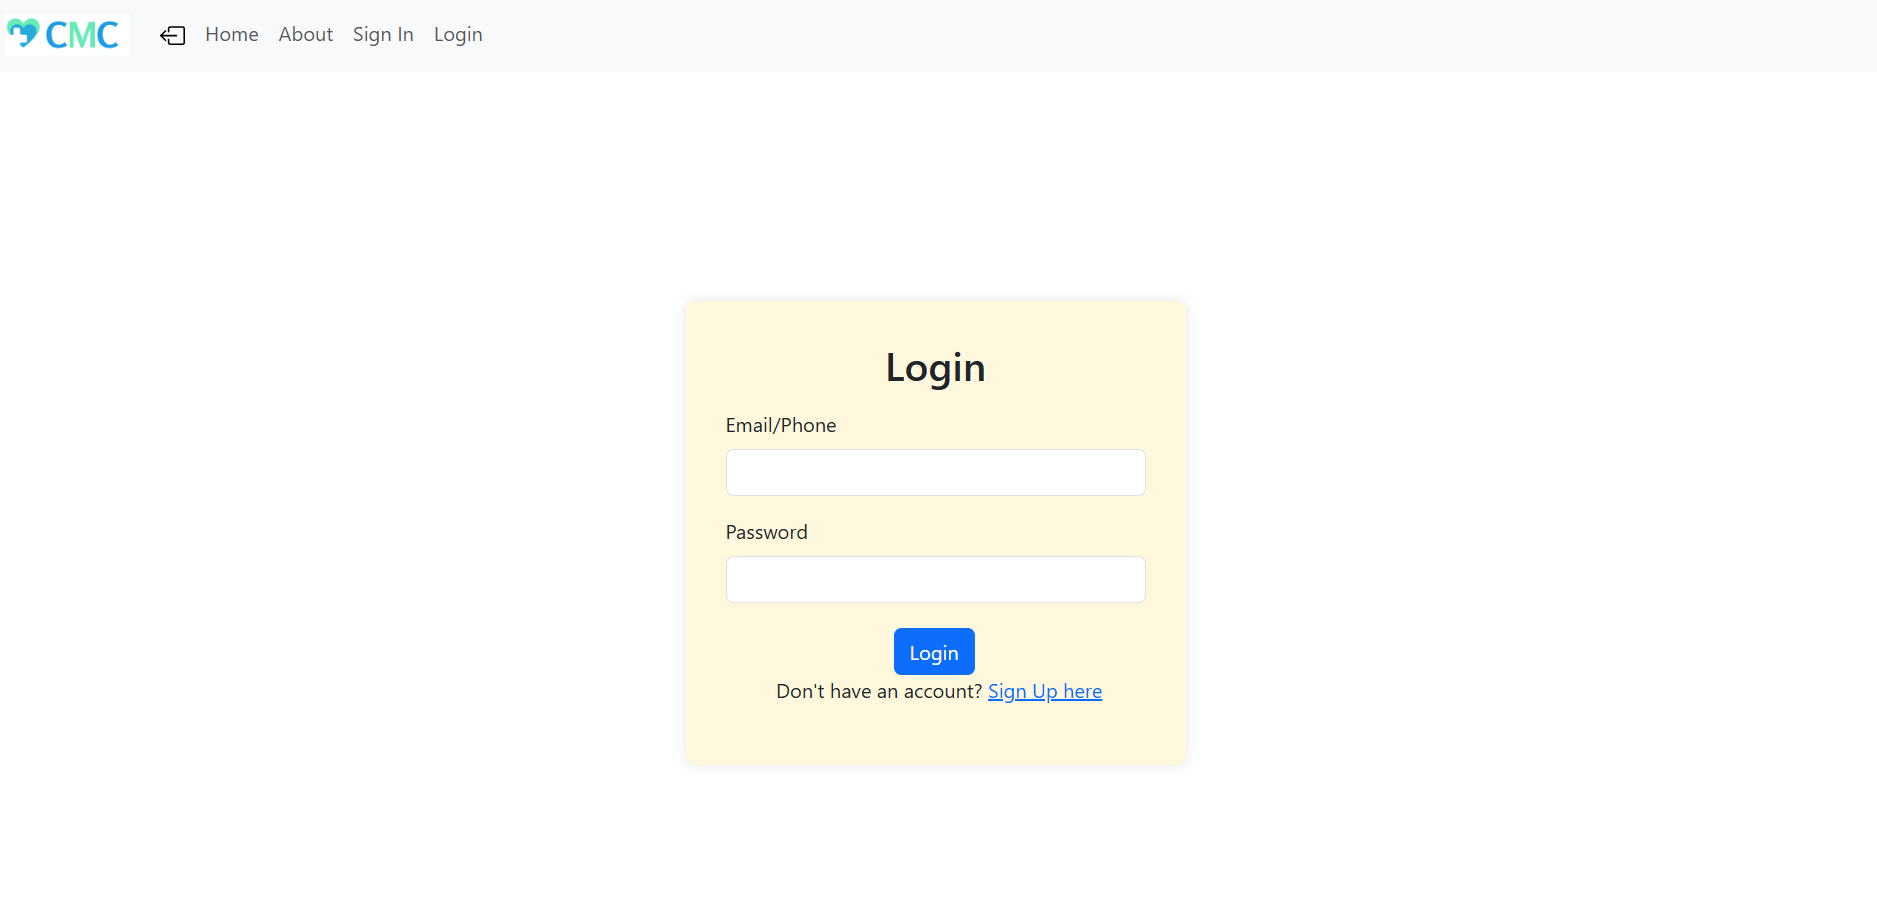 CMC
Home About Sign In Login
Login
Email/Phone
Password
Login
Don't have an account? Sign Up here